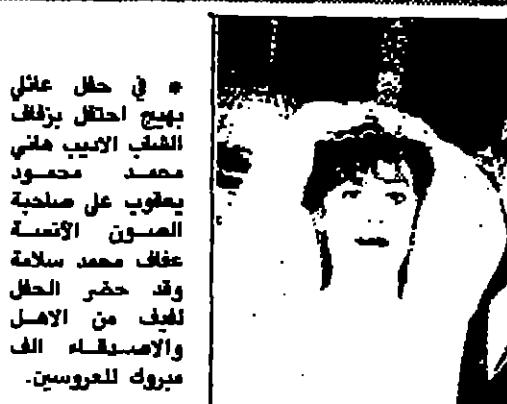 * في حفل عائلي
بهيج احتفل بزفاف
الشاب الاديب هاني
محمد محمود
يعقوب على صاحبة
الصون الآنسة
عفاف محمد سلامة
وقد حضر الحفل
لفيف من الاهل
والاصدقاء الف
مبروك للعروسين.